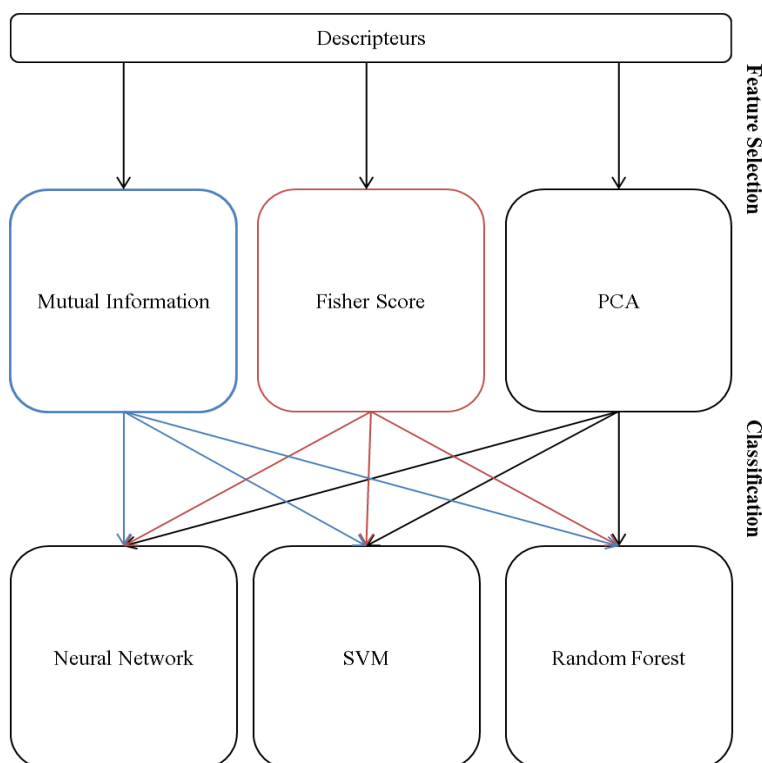 Descripteurs
Feature Selection
Mutual Information
Fisher Score
PCA
Classification
Neural Network
SVM
Random Forest